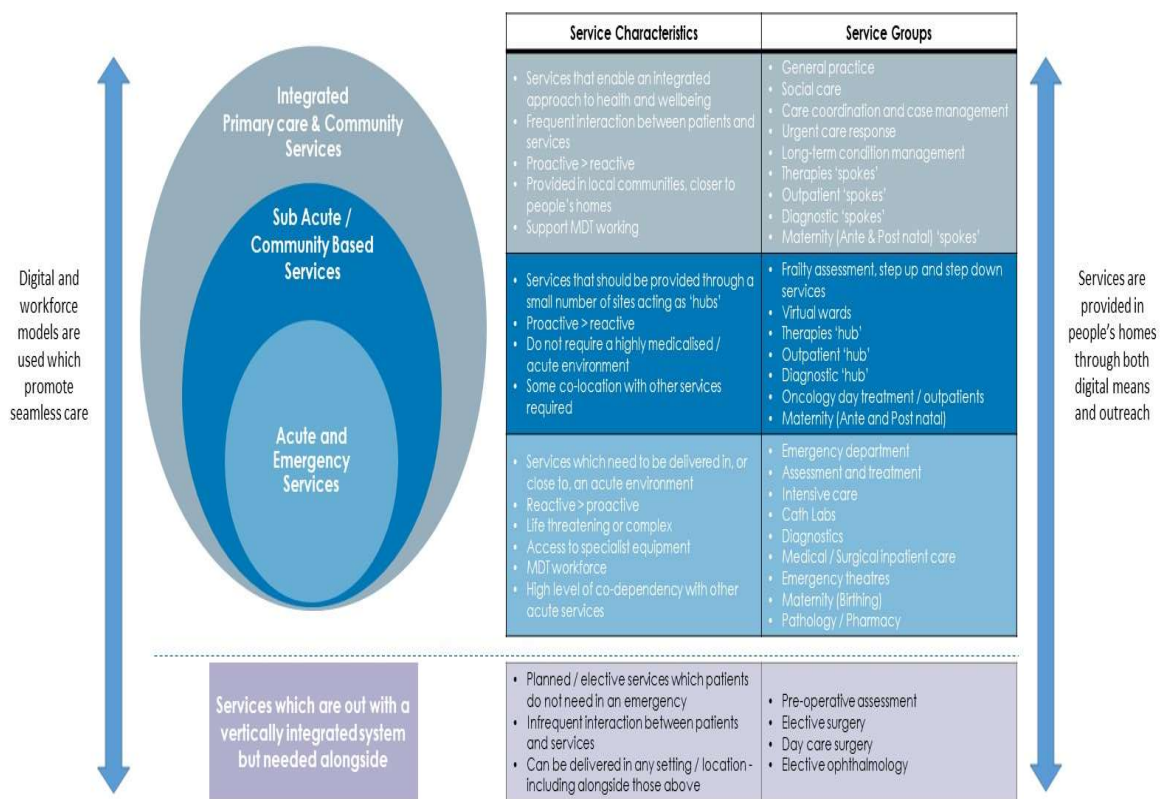 Digital and
workforce
models are
used which
promote
seamless care
Integrated
Primary care & Community
Services
Sub Acute /
Community Based
Services
Acute and
Emergency
Services
Service Characteristics
Service Groups
• Services that enable an integrated
approach to health and wellbeing
• Frequent interaction between patients and
services
• Proactive > reactive
• Provided in local communities, closer to
people's homes
• Support MDT working
• General practice
• Social care
• Care coordination and case management
• Urgent care response
• Long-term condition management
• Therapies 'spokes'
• Outpatient 'spokes'
• Diagnostic 'spokes'
• Maternity (Ante & Post natal) 'spokes'
• Services that should be provided through a
small number of sites acting as 'hubs'
• Proactive > reactive
• Do not require a highly medicalised /
acute environment
• Some co-location with other services
required
• Frailty assessment, step up and step down
services
• Virtual wards
• Therapies 'hub'
• Outpatient 'hub'
• Diagnostic 'hub'
• Oncology day treatment / outpatients
• Maternity (Ante and Post natal)
• Services which need to be delivered in, or
close to, an acute environment
• Reactive > proactive
• Life threatening or complex
• Access to specialist equipment
• MDT workforce
• High level of co-dependency with other
acute services
• Emergency department
• Assessment and treatment
• Intensive care
• Cath Labs
• Diagnostics
• Medical / Surgical inpatient care
• Emergency theatres
• Maternity (Birthing)
• Pathology / Pharmacy
Services which are out with a
vertically integrated system
but needed alongside
• Planned / elective services which patients
do not need in an emergency
• Infrequent interaction between patients
and services
• Can be delivered in any setting / location -
including alongside those above
• Pre-operative assessment
• Elective surgery
• Day care surgery
• Elective ophthalmology
Services are
provided in
people's homes
through both
digital means
and outreach